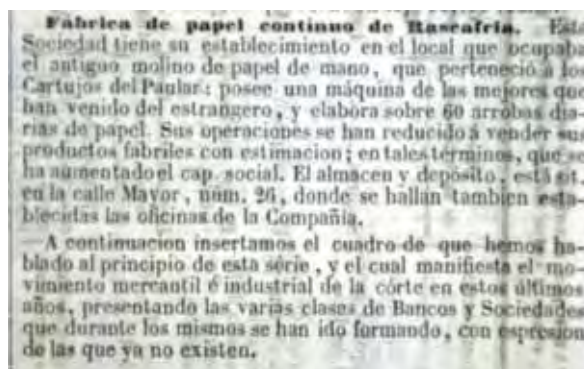 Fábrica de papel continuo de Rascafria. Esta
Sociedad tiene su establecimiento en el local que ocupaba
el antiguo molino de papel de mano, que perteneció a los
Cartujos del Paular: posee una máquina de las mejores que
han venido del estrangero, y elabora sobre 60 arrobas dia-
rias de papel. Sus operaciones se han reducido á vender sus
productos fabriles con estimacion; en tales términos, que se
ha aumentado el cap. social. El almacen y depósito, está sit.
en la calle Mayor, núm. 26, donde se hallan tambien esta-
blecidas las oficinas de la Compañia.
—A continuacion insertamos el cuadro de que hemos ha-
blado al principio de esta série, y el cual manifiesta el mo-
vimiento mercantil é industrial de la córte en estos últimos
años, presentando las varias clases de Bancos y Sociedades
que durante los mismos se han ido formando, con espresion
de las que ya no existen.